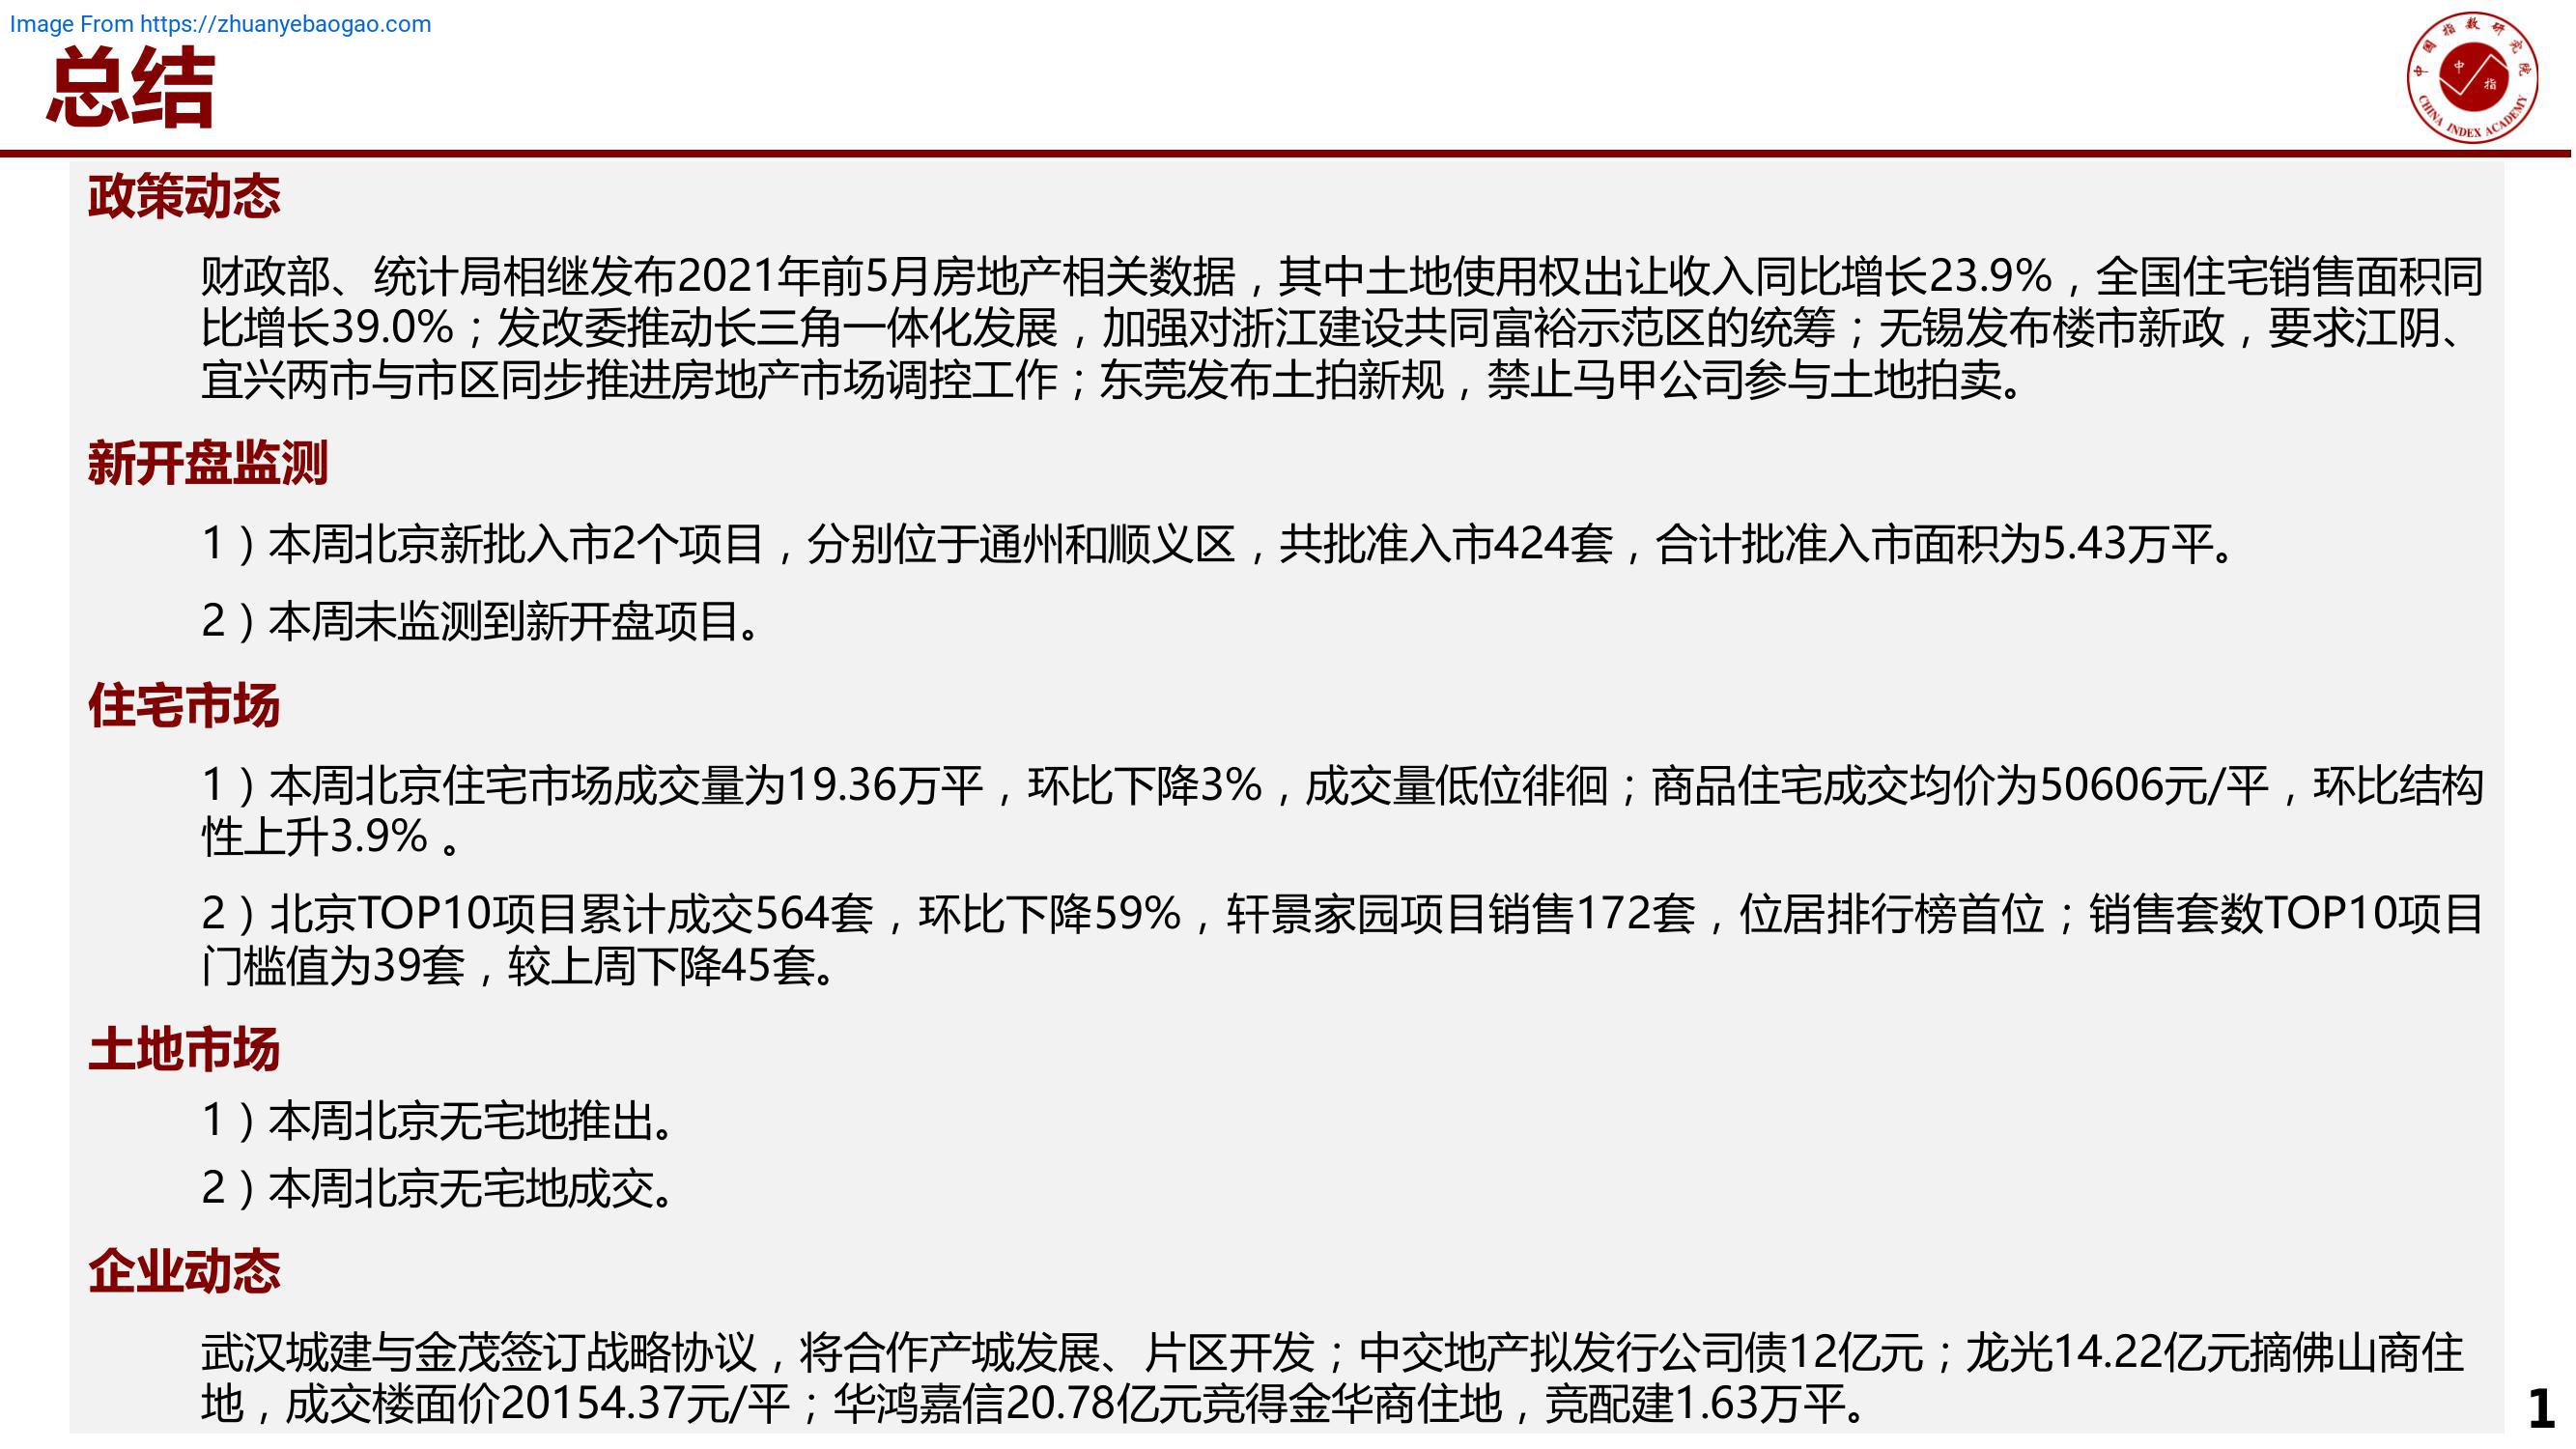 Image From https://zhuanyebaogao.com
总结
中国指数研究院
中
指
CHINA INDEX ACADEMY
政策动态
财政部、统计局相继发布2021年前5月房地产相关数据，其中土地使用权出让收入同比增长23.9%，全国住宅销售面积同
比增长39.0%；发改委推动长三角一体化发展，加强对浙江建设共同富裕示范区的统筹；无锡发布楼市新政，要求江阴、
宜兴两市与市区同步推进房地产市场调控工作；东莞发布土拍新规，禁止马甲公司参与土地拍卖。
新开盘监测
1）本周北京新批入市2个项目，分别位于通州和顺义区，共批准入市424套，合计批准入市面积为5.43万平。
2）本周未监测到新开盘项目。
住宅市场
1）本周北京住宅市场成交量为19.36万平，环比下降3%，成交量低位徘徊；商品住宅成交均价为50606元/平，环比结构
性上升3.9% 。
2）北京TOP10项目累计成交564套，环比下降59%，轩景家园项目销售172套，位居排行榜首位；销售套数TOP10项目
门槛值为39套，较上周下降45套。
土地市场
1）本周北京无宅地推出。
2）本周北京无宅地成交。
企业动态
武汉城建与金茂签订战略协议，将合作产城发展、片区开发；中交地产拟发行公司债12亿元；龙光14.22亿元摘佛山商住
地，成交楼面价20154.37元/平；华鸿嘉信20.78亿元竞得金华商住地，竞配建1.63万平。
1